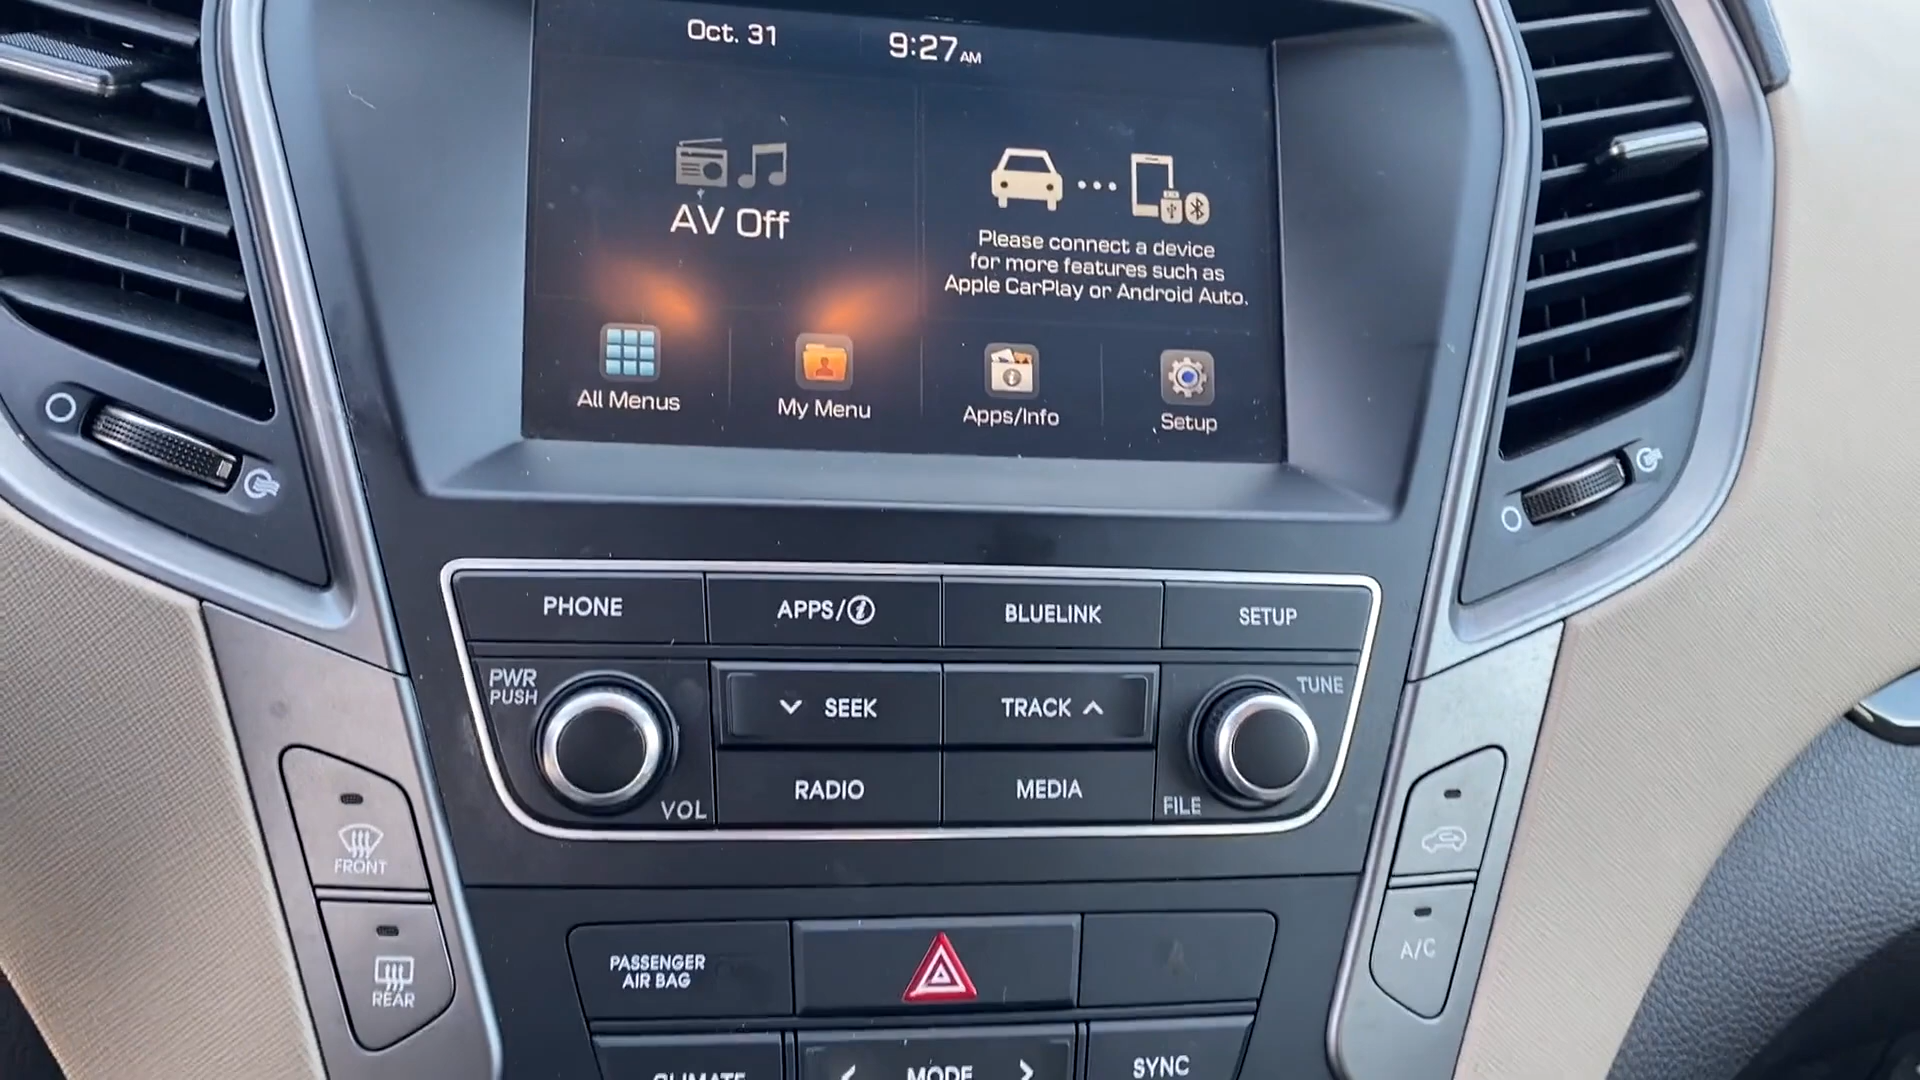 Oct. 31
9:27 AM
AV Off
Please connect a device
for more features such as
Apple CarPlay or Android Auto.
All Menus
My Menu
Apps/Info
Setup
PHONE
APPS/
BLUELINK
SETUP
PWR
PUSH
VOL
SEEK
TRACK
TUNE
RADIO
MEDIA
FILE
FRONT
REAR
A/C
PASSENGER
AIR BAG
CLIMATE
MODE
SYNC